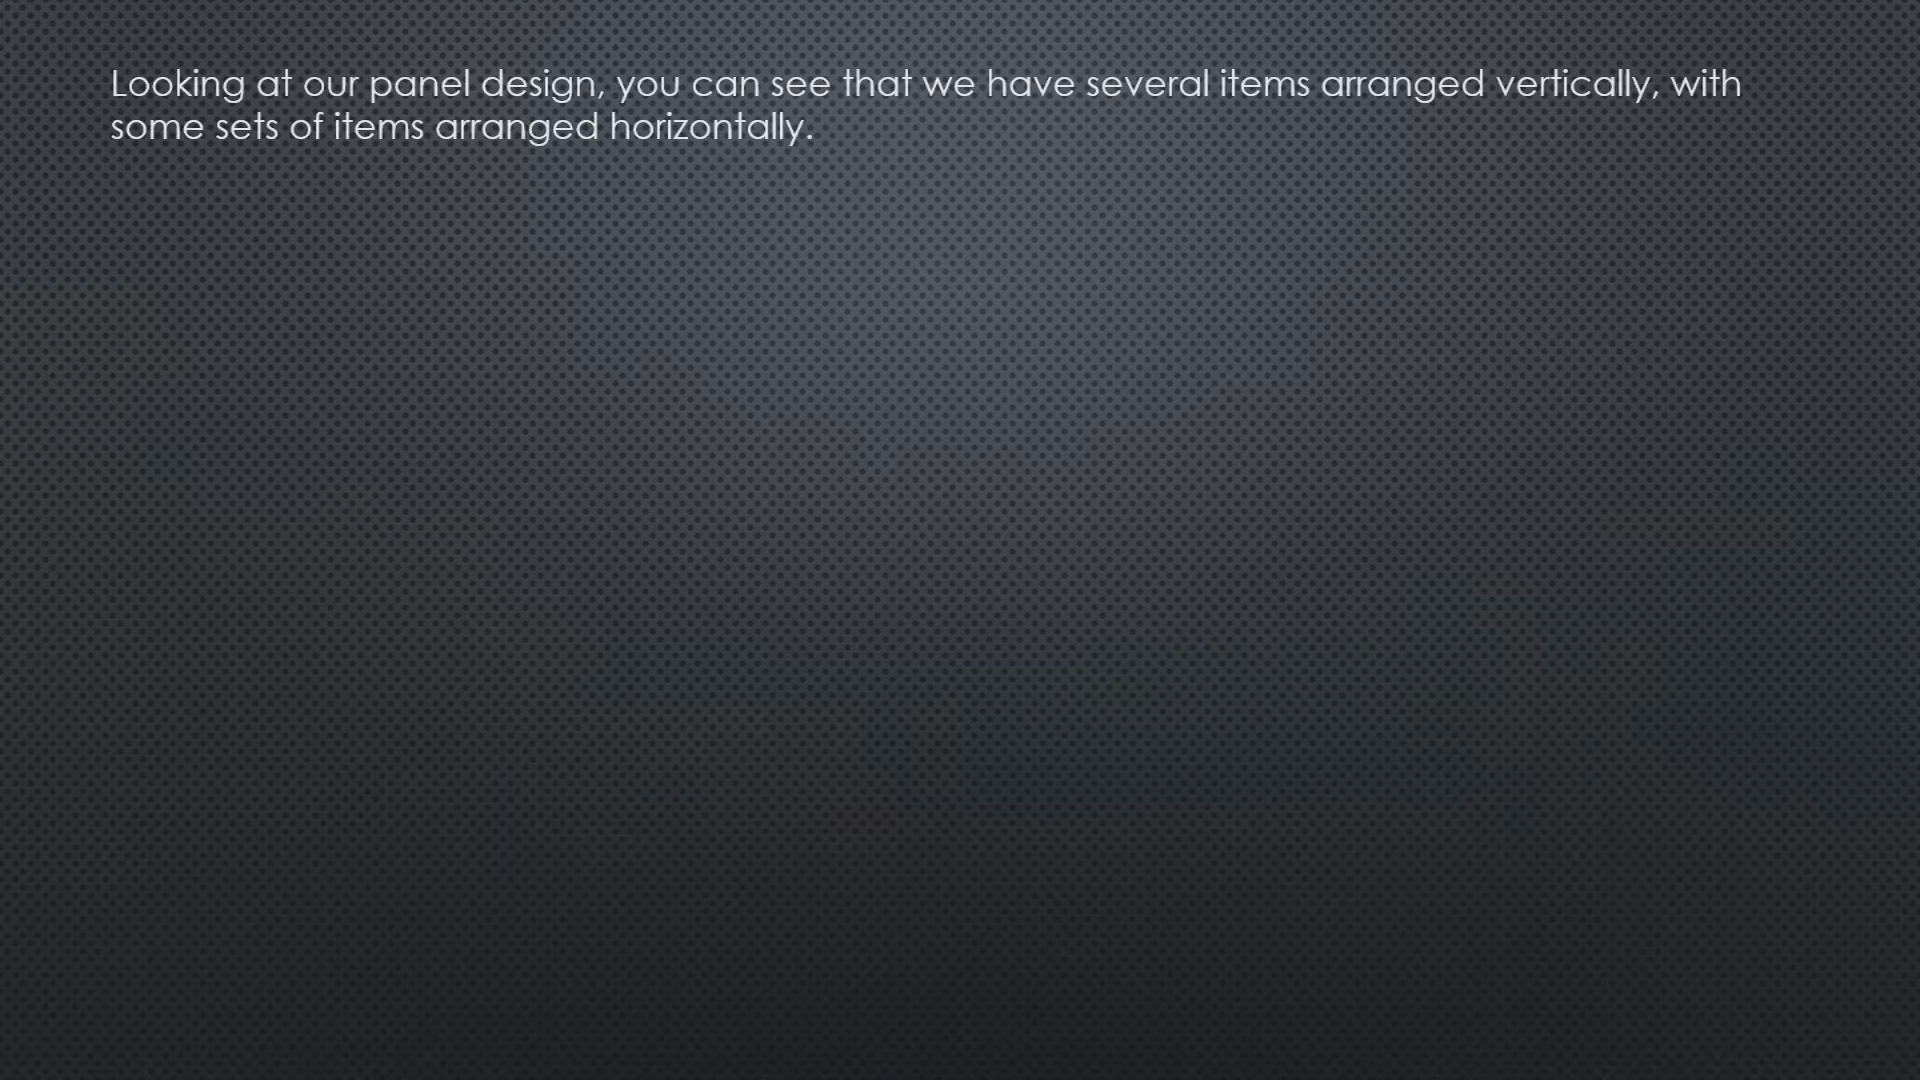 Looking at our panel design, you can see that we have several items arranged vertically, with
some sets of items arranged horizontally.